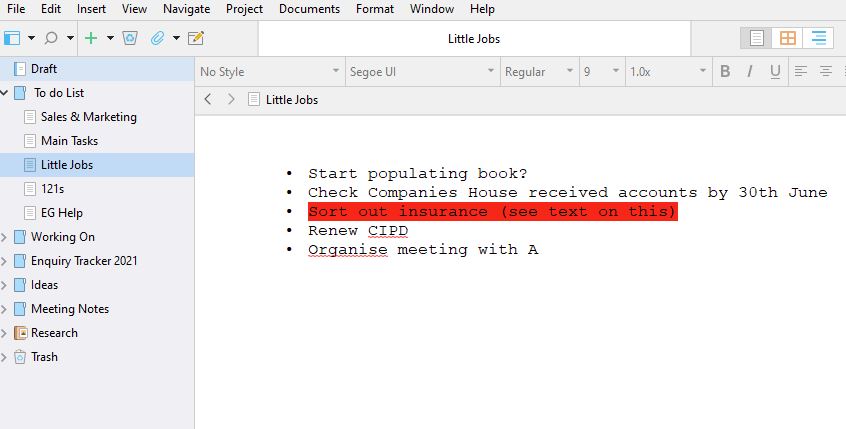 File Edit Insert View Navigate Project Documents Format Window Help
Little Jobs
No Style Segoe UI Regular 9 1.0x B I U
Little Jobs
Draft
To do List
Sales & Marketing
Main Tasks
Little Jobs
121s
EG Help
Working On
Enquiry Tracker 2021
Ideas
Meeting Notes
Research
Trash
• Start populating book?
• Check Companies House received accounts by 30th June
• Sort out insurance (see text on this)
• Renew CIPD
• Organise meeting with A